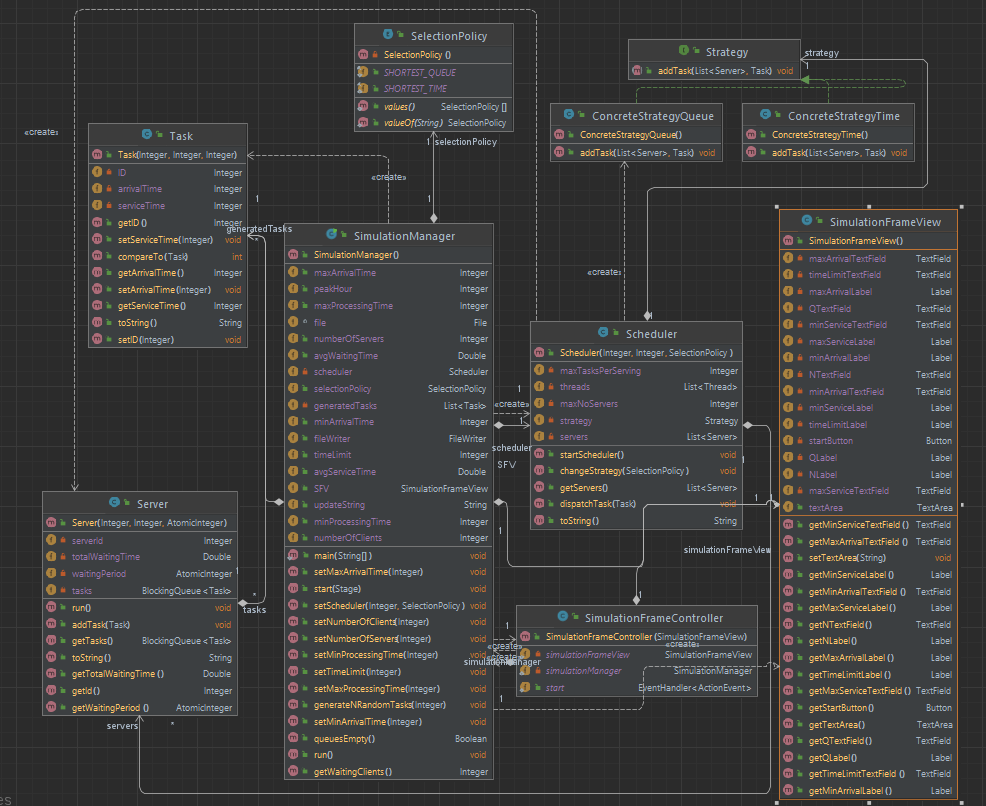 SelectionPolicy
SelectionPolicy ()
SHORTEST_QUEUE
SHORTEST_TIME
values() SelectionPolicy []
valueOf(String) SelectionPolicy
Strategy
addTask(List<Server>, Task) void
strategy
1
ConcreteStrategyQueue
ConcreteStrategyQueue()
addTask(List<Server>, Task) void
ConcreteStrategyTime
ConcreteStrategyTime()
addTask(List<Server>, Task) void
«create»
1 selectionPolicy
1
«create»
Task
Task(Integer, Integer, Integer)
ID Integer
arrivalTime Integer
serviceTime Integer
getID() Integer
setServiceTime(Integer) void
compareTo(Task) int
getArrivalTime() Integer
setArrivalTime(Integer) void
getServiceTime() Integer
toString() String
setID(Integer) void
1
generatedTasks
*
SimulationManager
SimulationManager()
maxArrivalTime Integer
peakHour Integer
maxProcessingTime Integer
file File
numberOfServers Integer
avgWaitingTime Double
scheduler Scheduler
selectionPolicy SelectionPolicy
generatedTasks List<Task>
minArrivalTime Integer
fileWriter FileWriter
timeLimit Integer
avgServiceTime Double
SFV SimulationFrameView
updateString String
minProcessingTime Integer
numberOfClients Integer
main(String[]) void
setMaxArrivalTime(Integer) void
start(Stage) void
setScheduler(Integer, SelectionPolicy) void
setNumberOfClients(Integer) void
setNumberOfServers(Integer) void
setMinProcessingTime(Integer) void
setTimeLimit(Integer) void
setMaxProcessingTime(Integer) void
generateNRandomTasks(Integer) void
setMinArrivalTime(Integer) void
queuesEmpty() Boolean
run() void
getWaitingClients() Integer
«create»
1
«create»
1
scheduler
SFV
1
Scheduler
Scheduler(Integer, Integer, SelectionPolicy )
maxTasksPerServing Integer
threads List<Thread>
maxNoServers Integer
strategy Strategy
servers List<Server>
startScheduler() void
changeStrategy(SelectionPolicy) void
getServers() List<Server>
dispatchTask(Task) void
toString() String
1
1
1
1
simulationFrameView
SimulationFrameView
SimulationFrameView()
maxArrivalTextField TextField
timeLimitTextField TextField
maxArrivalLabel Label
QTextField TextField
minServiceTextField TextField
maxServiceLabel Label
minArrivalLabel Label
NTextField TextField
minArrivalTextField TextField
minServiceLabel Label
timeLimitLabel Label
startButton Button
QLabel Label
NLabel Label
maxServiceTextField TextField
textArea TextArea
getMinServiceTextField() TextField
getMaxArrivalTextField() TextField
setTextArea(String) void
getMinServiceLabel() Label
getMinArrivalTextField() TextField
getMaxServiceLabel() Label
getNTextField() TextField
getNLabel() Label
getMaxArrivalLabel() Label
getTimeLimitLabel() Label
getMaxServiceTextField() TextField
getStartButton() Button
getTextArea() TextArea
getQTextField() TextField
getQLabel() Label
getTimeLimitTextField() TextField
getMinArrivalLabel() Label
Server
Server(Integer, Integer, AtomicInteger)
serverId Integer
totalWaitingTime Double
waitingPeriod AtomicInteger
tasks BlockingQueue<Task>
run() void
addTask(Task) void
getTasks() BlockingQueue<Task>
toString() String
getTotalWaitingTime() Double
getId() Integer
getWaitingPeriod() AtomicInteger
1
*
tasks
servers
*
SimulationFrameController
SimulationFrameController(SimulationFrameView)
simulationFrameView SimulationFrameView
simulationManager SimulationManager
start EventHandler<ActionEvent>
1
«create»
«create»
«create»
simulationManager
1
1
es